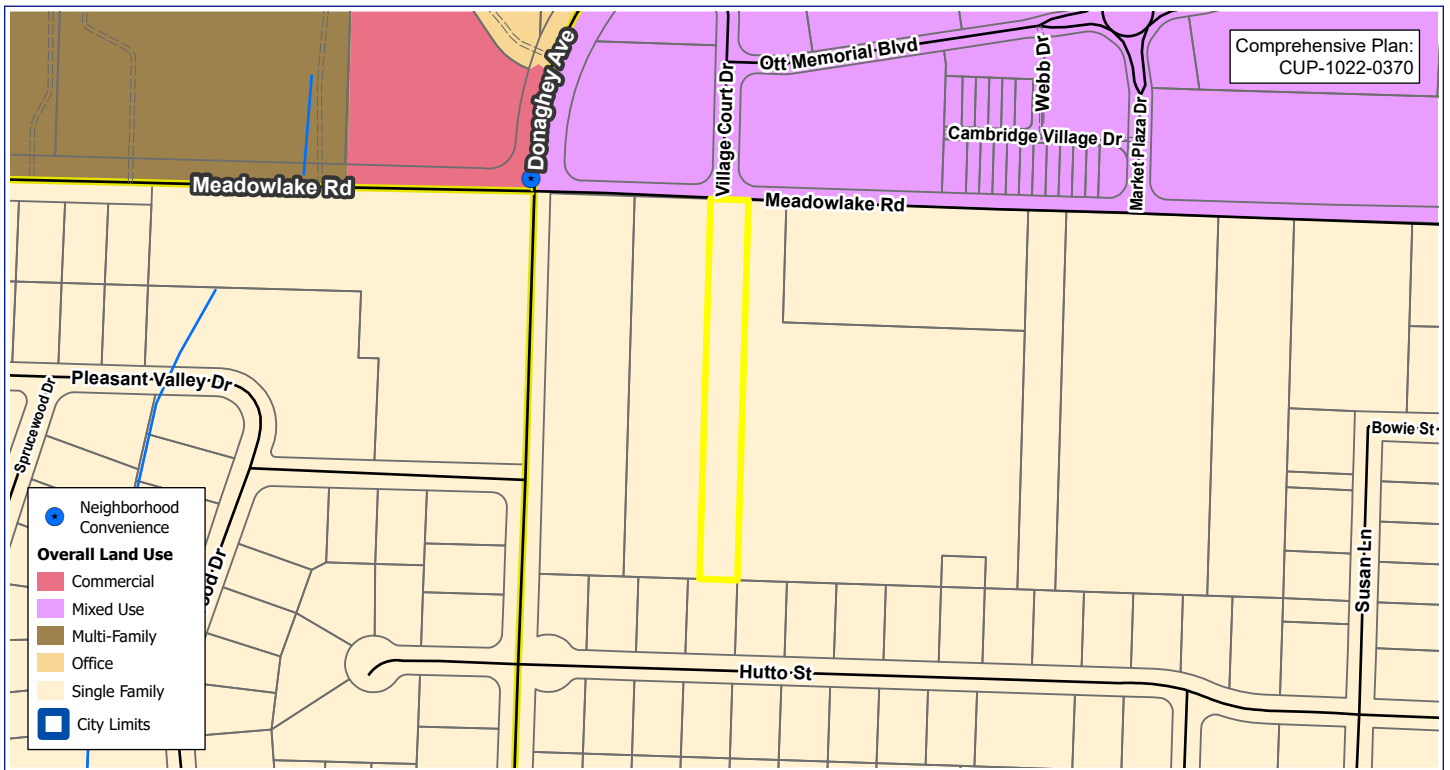 Comprehensive Plan:
CUP-1022-0370
Donaghey Ave
Village Court Dr
Ott Memorial Blvd
Webb Dr
Market Plaza Dr
Cambridge Village Dr
Meadowlake Rd
Meadowlake Rd
Pleasant Valley Dr
Sprucewood Dr
Bowie St
Susan Ln
Hutto St
ood Dr
Neighborhood
Convenience
Overall Land Use
Commercial
Mixed Use
Multi-Family
Office
Single Family
City Limits